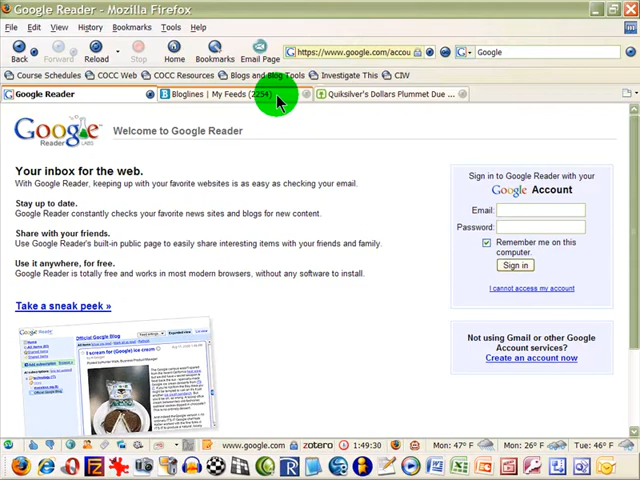 Google Reader - Mozilla Firefox
File Edit View History Bookmarks Tools Help
https://www.google.com/accou
Google
Back Forward Reload Stop Home Bookmarks Email Page
Course Schedules COCC Web COCC Resources Blogs and Blog Tools Investigate This CIW
Google Reader Bloglines | My Feeds (2254) Quiksilver's Dollars Plummet Due ...
Google
Reader LABS
Welcome to Google Reader
Your inbox for the web.
With Google Reader, keeping up with your favorite websites is as easy as checking your email.
Stay up to date.
Google Reader constantly checks your favorite news sites and blogs for new content.
Share with your friends.
Use Google Reader's built-in public page to easily share interesting items with your friends and family.
Use it anywhere, for free.
Google Reader is totally free and works in most modern browsers, without any software to install.
Take a sneak peek »
Official Google Blog
I scream for (Google) ice cream
Sign in to Google Reader with your
Google Account
Email:
Password:
Remember me on this
computer.
Sign in
I cannot access my account
Not using Gmail or other Google
Account services?
Create an account now
www.google.com zotero 1:49:30 Mon: 47° F Mon: 26° F Tue: 46° F